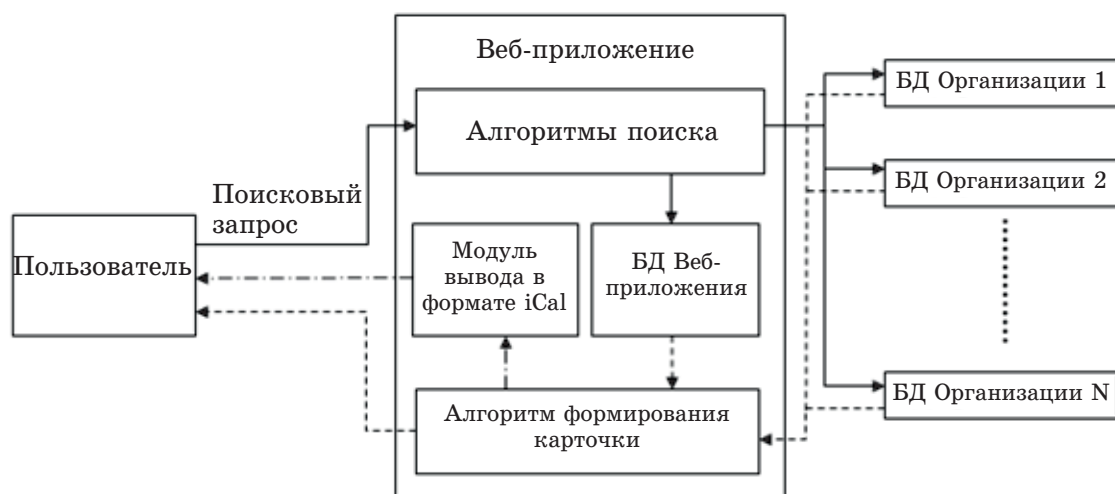 Веб-приложение
Алгоритмы поиска
БД Организации 1
БД Организации 2
Поисковый
запрос
Пользователь
Модуль
вывода в
формате iCal
БД Веб-
приложения
БД Организации N
Алгоритм формирования
карточки